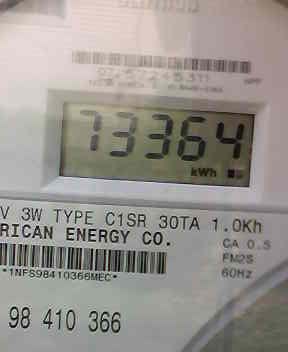 73364
kWh
V 3W TYPE C1SR 30TA 1.0Kh
RICAN ENERGY CO.
CA 0.5
FM2S
60Hz
*1NFS98410366MEC*
98 410 366